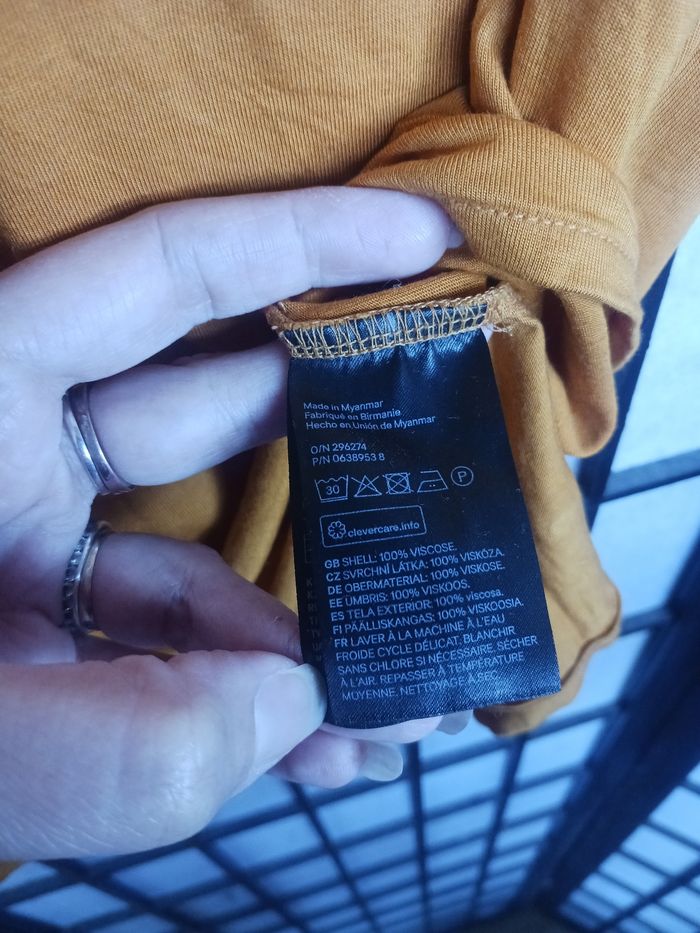 Made in Myanmar
Fabriqué en Birmanie
Hecho en Unión de Myanmar
O/N 296274
P/N 0638953 8
30
P
clevercare.info
GB SHELL: 100% VISCOSE.
CZ SVRCHNÍ LÁTKA: 100% VISKÓZA.
DE OBERMATERIAL: 100% VISKOSE.
EE ÜMBRIS: 100% VISKOOS.
ES TELA EXTERIOR: 100% viscosa.
FI PÄÄLLISKANGAS: 100% VISKOOSIA.
FR LAVER À LA MACHINE À L'EAU
FROIDE CYCLE DÉLICAT. BLANCHIR
SANS CHLORE SI NÉCESSAIRE. SÉCHER
À L'AIR. REPASSER À TEMPÉRATURE
MOYENNE. NETTOYAGE À SEC.